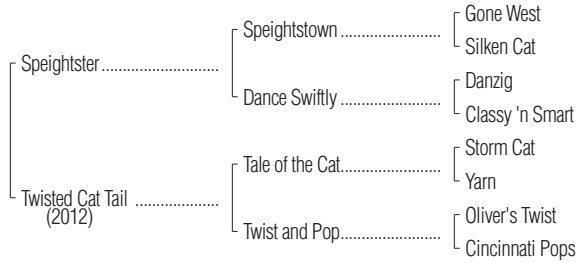 Gone West
Speightstown
Silken Cat
Speightster
Danzig
Dance Swiftly
Classy 'n Smart
Storm Cat
Tale of the Cat
Yarn
Twisted Cat Tail
(2012)
Oliver's Twist
Twist and Pop
Cincinnati Pops